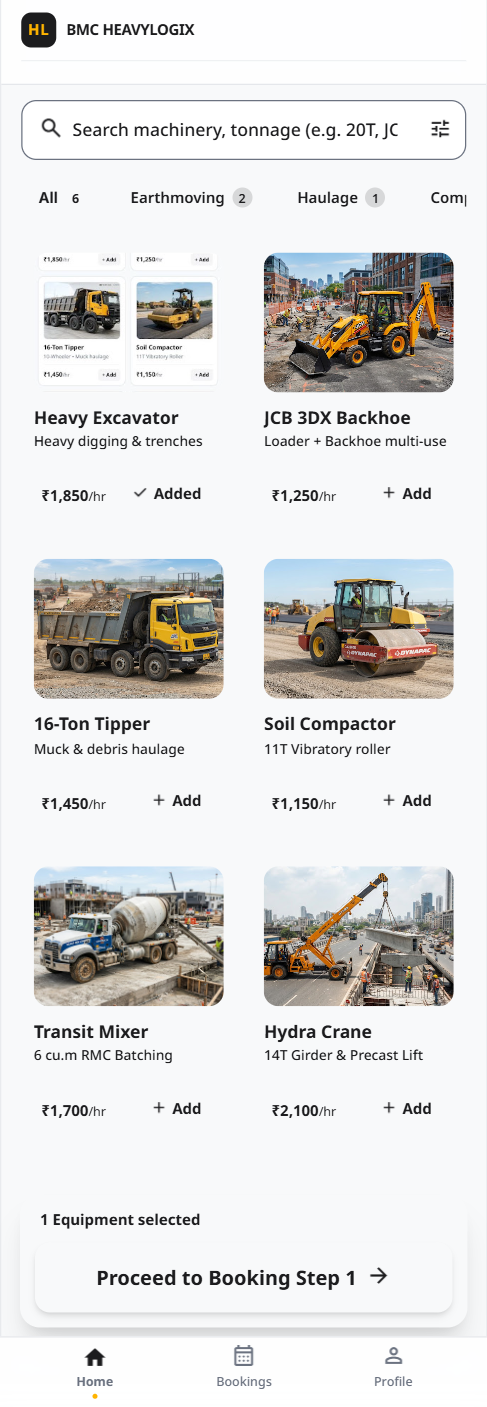 HL BMC HEAVYLOGIX
Search machinery, tonnage (e.g. 20T, JC
All 6 Earthmoving 2 Haulage 1 Comp
₹1,850/hr + Add ₹1,250/hr + Add
16-Ton Tipper Soil Compactor
10-Wheeler • Muck haulage 11T Vibratory Roller
₹1,450/hr + Add ₹1,150/hr + Add
Heavy Excavator
Heavy digging & trenches
₹1,850/hr Added
JCB 3DX Backhoe
Loader + Backhoe multi-use
₹1,250/hr + Add
16-Ton Tipper
Muck & debris haulage
₹1,450/hr + Add
DYNAPAC
Soil Compactor
11T Vibratory roller
₹1,150/hr + Add
Transit Mixer
6 cu.m RMC Batching
₹1,700/hr + Add
Hydra Crane
14T Girder & Precast Lift
₹2,100/hr + Add
1 Equipment selected
Proceed to Booking Step 1 →
Home Bookings Profile